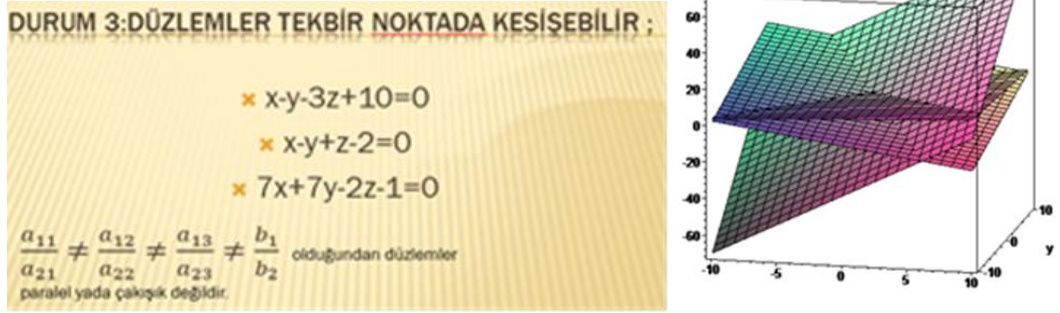 DURUM 3:DÜZLEMLER TEKBİR NOKTADA KESİŞEBİLİR ;
x-y-3z+10=0
x-y+z-2=0
7x+7y-2z-1=0
a₁₁/a₂₁ ≠ a₁₂/a₂₂ ≠ a₁₃/a₂₃ ≠ b₁/b₂ olduğundan düzlemler
paralel yada çakışık değildir.
60
40
20
0
-20
-40
-60
-10 -5 0 5 10
-10 0 10
y